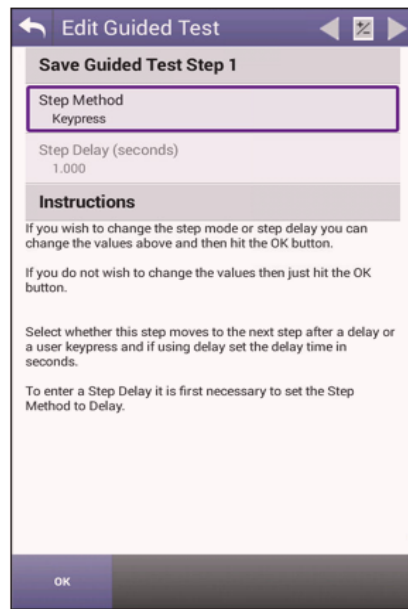 Edit Guided Test
Save Guided Test Step 1
Step Method
Keypress
Step Delay (seconds)
1.000
Instructions
If you wish to change the step mode or step delay you can
change the values above and then hit the OK button.
If you do not wish to change the values then just hit the OK
button.
Select whether this step moves to the next step after a delay or
a user keypress and if using delay set the delay time in
seconds.
To enter a Step Delay it is first necessary to set the Step
Method to Delay.
OK